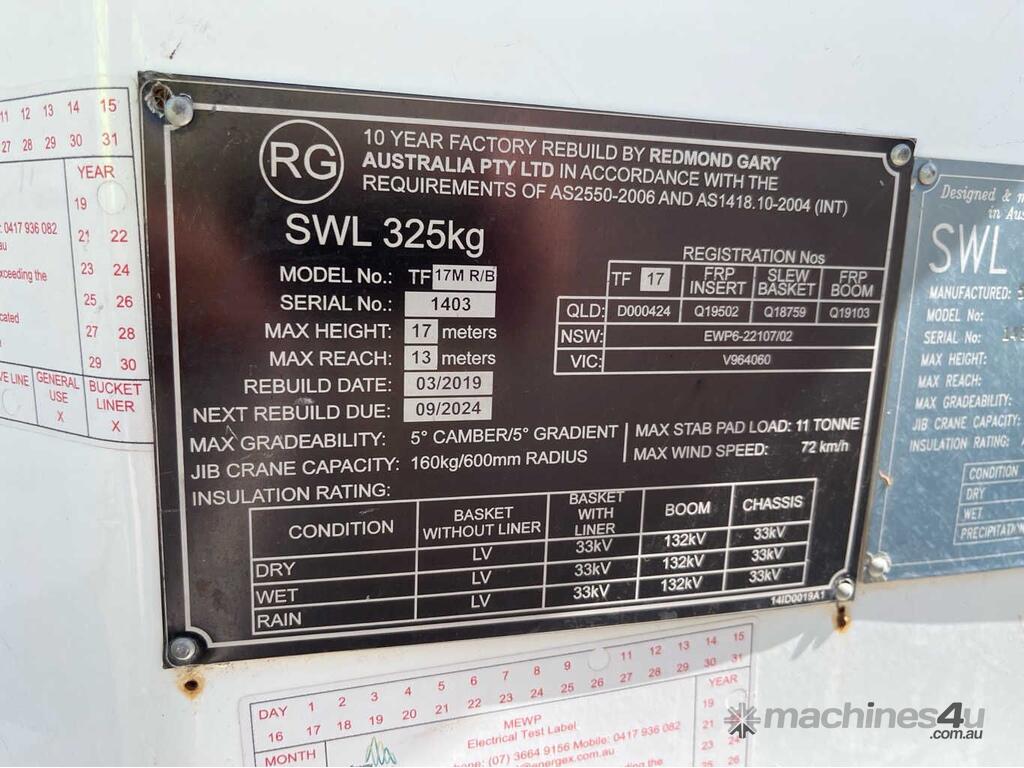 11 12 13 14 15
27 28 29 30 31
YEAR
19
: 0417 936 082
au
21 22
exceeding the
23 24
25 26
27 28
29 30
VE LINE
GENERAL USE
BUCKET LINER
X X
RG
10 YEAR FACTORY REBUILD BY REDMOND GARY
AUSTRALIA PTY LTD IN ACCORDANCE WITH THE
REQUIREMENTS OF AS2550-2006 AND AS1418.10-2004 (INT)
SWL 325kg
MODEL No.: TF 17M R/B
SERIAL No.: 1403
MAX HEIGHT: 17 meters
MAX REACH: 13 meters
REBUILD DATE: 03/2019
NEXT REBUILD DUE: 09/2024
MAX GRADEABILITY: 5° CAMBER/5° GRADIENT
JIB CRANE CAPACITY: 160kg/600mm RADIUS
REGISTRATION Nos
TF 17 FRP INSERT SLEW BASKET FRP BOOM
QLD: D000424 Q19502 Q18759 Q19103
NSW: EWP6-22107/02
VIC: V964060
MAX STAB PAD LOAD: 11 TONNE
MAX WIND SPEED: 72 km/h
INSULATION RATING:
CONDITION BASKET WITHOUT LINER BASKET WITH LINER BOOM CHASSIS
DRY LV 33kV 132kV 33kV
WET LV 33kV 132kV 33kV
RAIN LV 33kV 132kV 33kV
14ID0019A1
Designed & m
in Aus
SWL
MANUFACTURED:
MODEL No:
SERIAL No:
MAX HEIGHT:
MAX REACH:
MAX GRADEABILITY:
JIB CRANE CAPACITY:
INSULATION RATING:
CONDITION
DRY
WET
PRECIPITATION
DAY 1 2 3 4 5 6 7 8 9 11 12 13 14 15
16 17 18 19 20 21 22 23 24 25 26 27 28 29 30 31
MONTH
MEWP
Electrical Test Label
phone: (07) 3664 9156 Mobile: 0417 936 082
@energex.com.au
YEAR
19
21 22
23
25
machines4u
.com.au